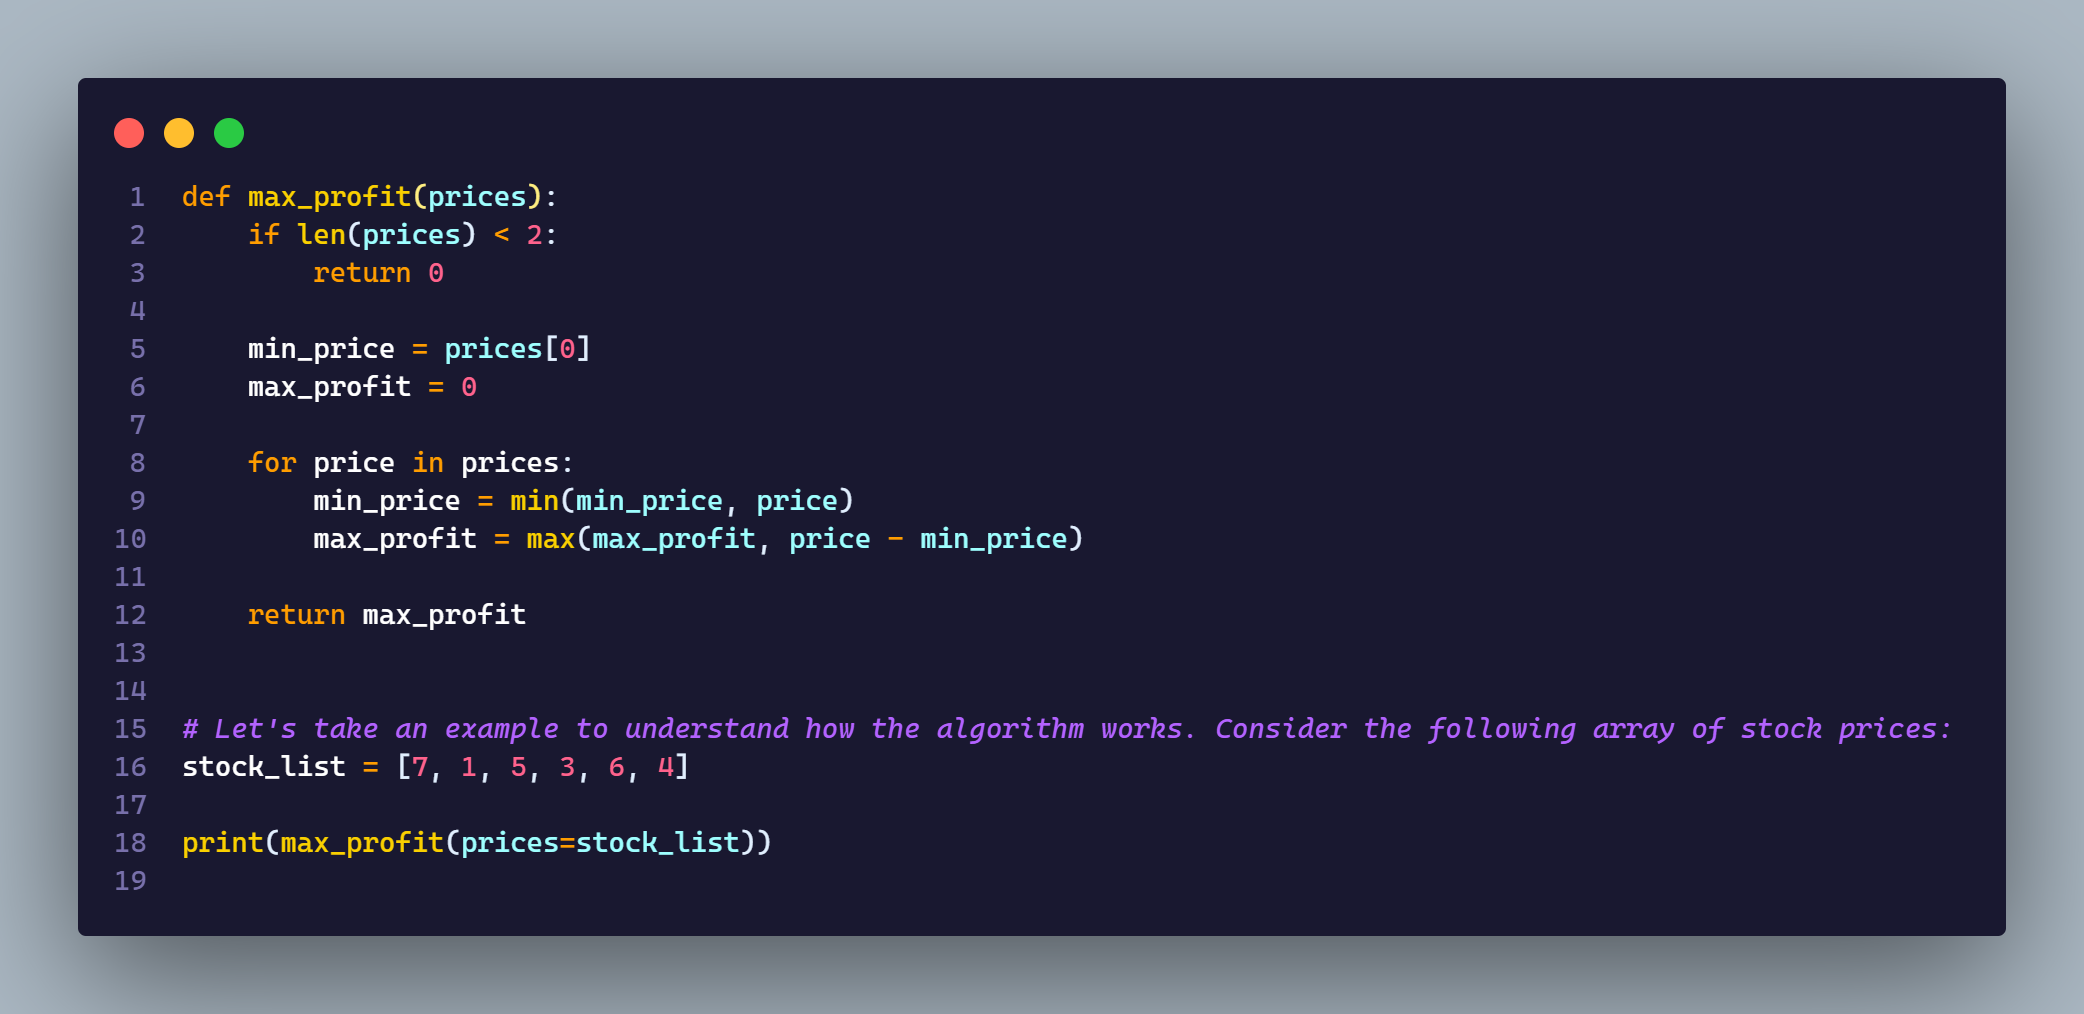 1 def max_profit(prices):
2     if len(prices) < 2:
3         return 0
4
5     min_price = prices[0]
6     max_profit = 0
7
8     for price in prices:
9         min_price = min(min_price, price)
10         max_profit = max(max_profit, price - min_price)
11
12     return max_profit
13
14
15 # Let's take an example to understand how the algorithm works. Consider the following array of stock prices:
16 stock_list = [7, 1, 5, 3, 6, 4]
17
18 print(max_profit(prices=stock_list))
19